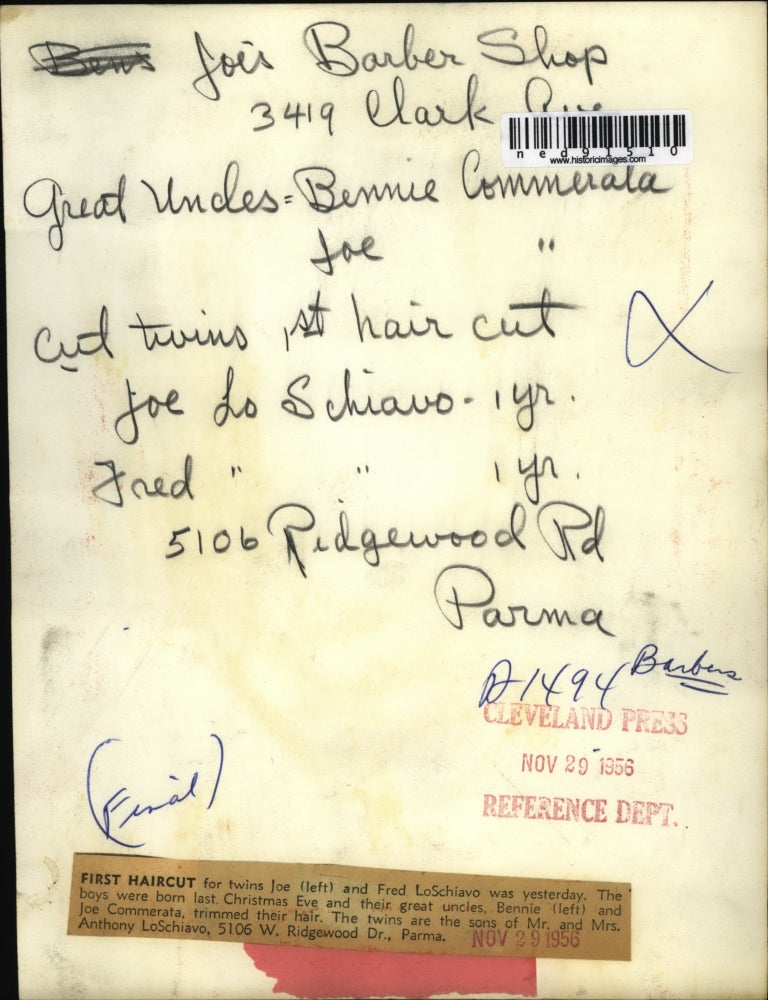 Bens Joe's Barber Shop
3419 Clark Ave
ned91510
www.historicimages.com
Great Uncles = Bennie Commerata
Joe "
Cut twins 1st hair cut
Joe Lo Schiavo - 1 yr.
Fred " " 1 yr.
5106 Ridgewood Rd
Parma
A-1494 Barbers
CLEVELAND PRESS
NOV 29 1956
REFERENCE DEPT.
(Final)
FIRST HAIRCUT for twins Joe (left) and Fred LoSchiavo was yesterday. The
boys were born last Christmas Eve and their great uncles, Bennie (left) and
Joe Commerata, trimmed their hair. The twins are the sons of Mr. and Mrs.
Anthony LoSchiavo, 5106 W. Ridgewood Dr., Parma. NOV 29 1956